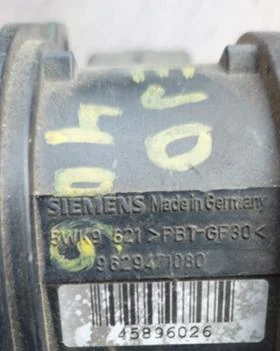 SIEMENS Made in Germany
5WK9 621 >PBT-GF30<
9629471080
45896026